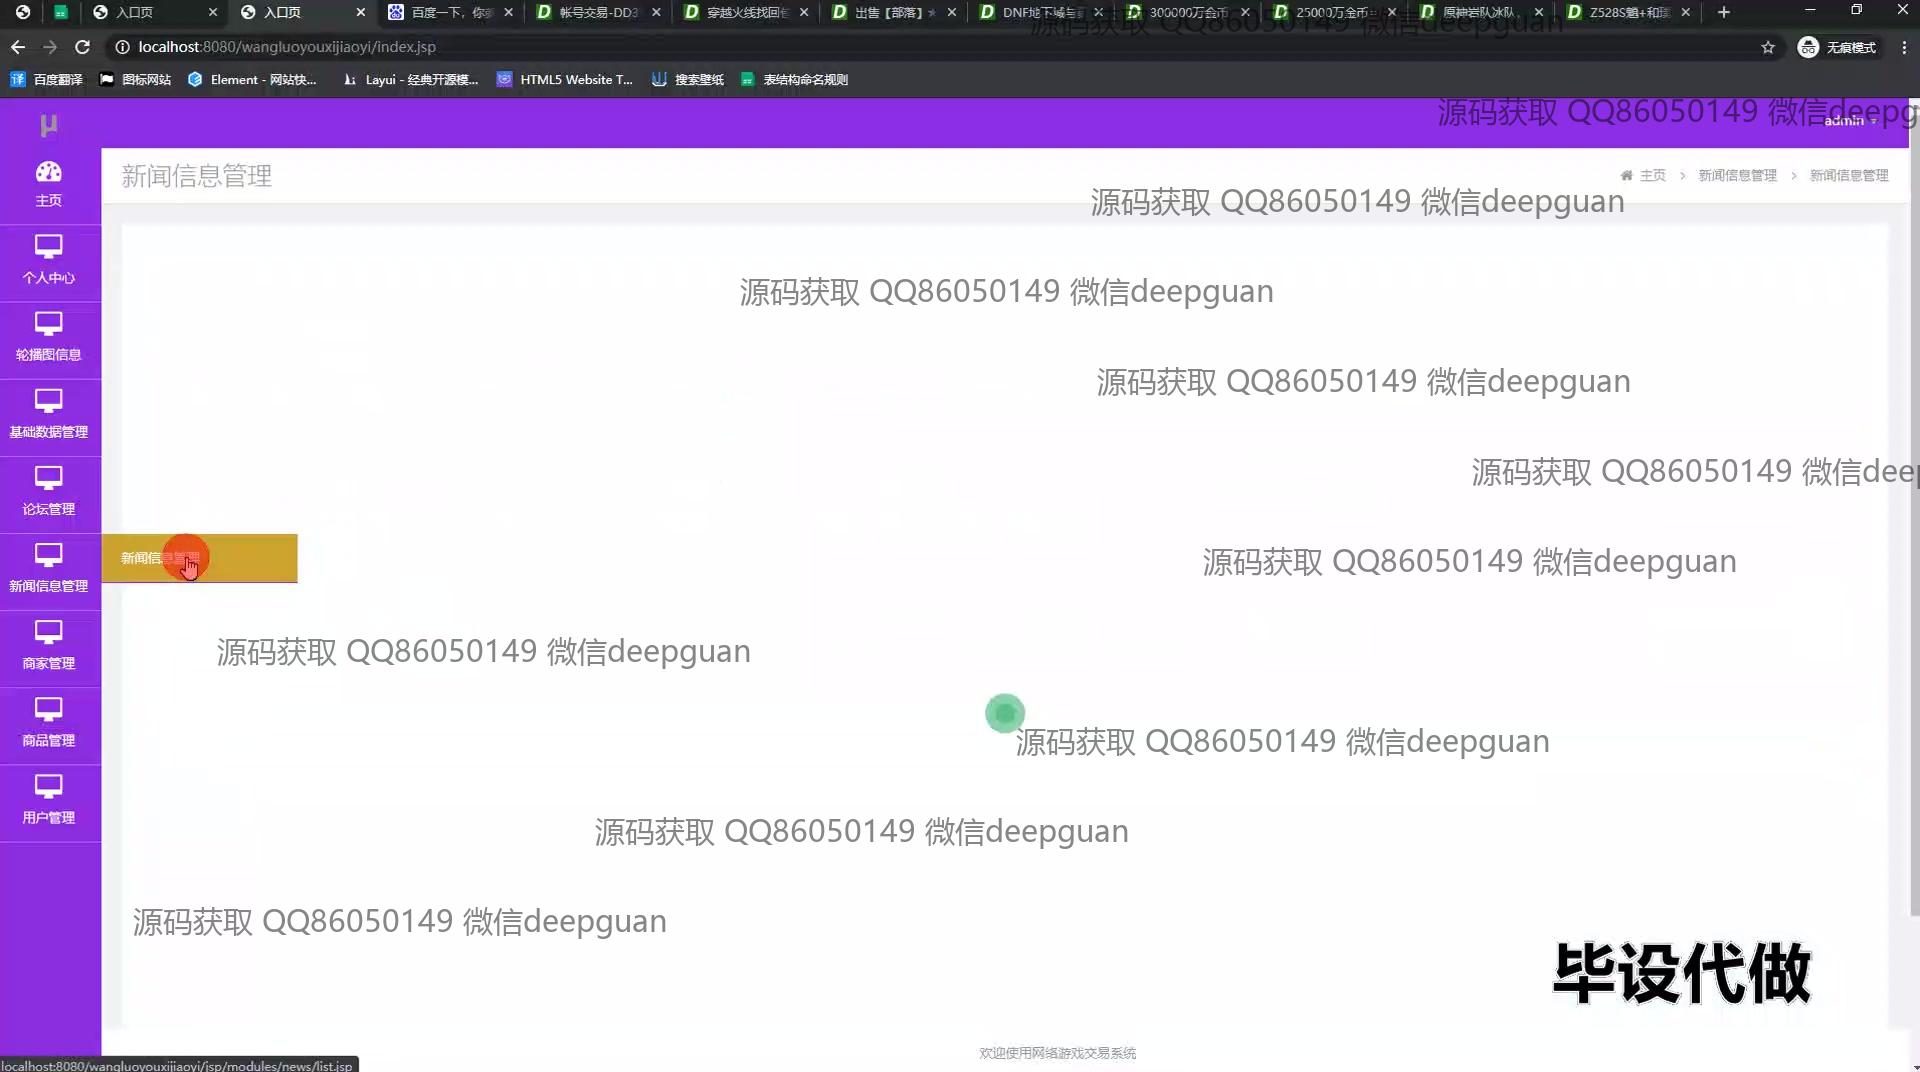 入口页
入口页
百度一下，你
帐号交易-DD3
穿越火线找回
出售【部落】
DNF地下城与
300000万金币
25000万金币
原神岩队冰队
源码获取 QQ86050149 微信deepguan
localhost:8080/wangluoyouxijiaoyi/index.jsp
无痕模式
百度翻译
图标网站
Element - 网站快...
Layui - 经典开源模...
HTML5 Website T...
搜索壁纸
表结构命名规则
µ
源码获取 QQ86050149 微信deepg
admin
主页
新闻信息管理
主页 > 新闻信息管理 > 新闻信息管理
源码获取 QQ86050149 微信deepguan
个人中心
源码获取 QQ86050149 微信deepguan
轮播图信息
源码获取 QQ86050149 微信deepguan
基础数据管理
源码获取 QQ86050149 微信deep
论坛管理
新闻信息管理
源码获取 QQ86050149 微信deepguan
新闻信息管理
源码获取 QQ86050149 微信deepguan
商家管理
商品管理
源码获取 QQ86050149 微信deepguan
用户管理
源码获取 QQ86050149 微信deepguan
源码获取 QQ86050149 微信deepguan
毕设代做
欢迎使用网络游戏交易系统
localhost:8080/wangluoyouxijiaoyi/jsp/modules/news/list.jsp